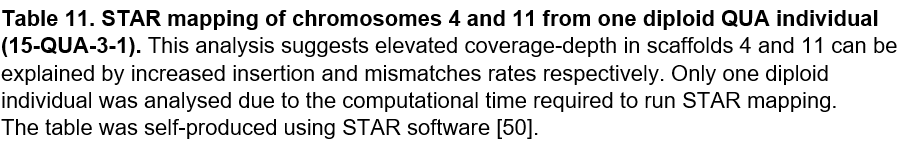 Table 11. STAR mapping of chromosomes 4 and 11 from one diploid QUA individual
(15-QUA-3-1). This analysis suggests elevated coverage-depth in scaffolds 4 and 11 can be
explained by increased insertion and mismatches rates respectively. Only one diploid
individual was analysed due to the computational time required to run STAR mapping.
The table was self-produced using STAR software [50].